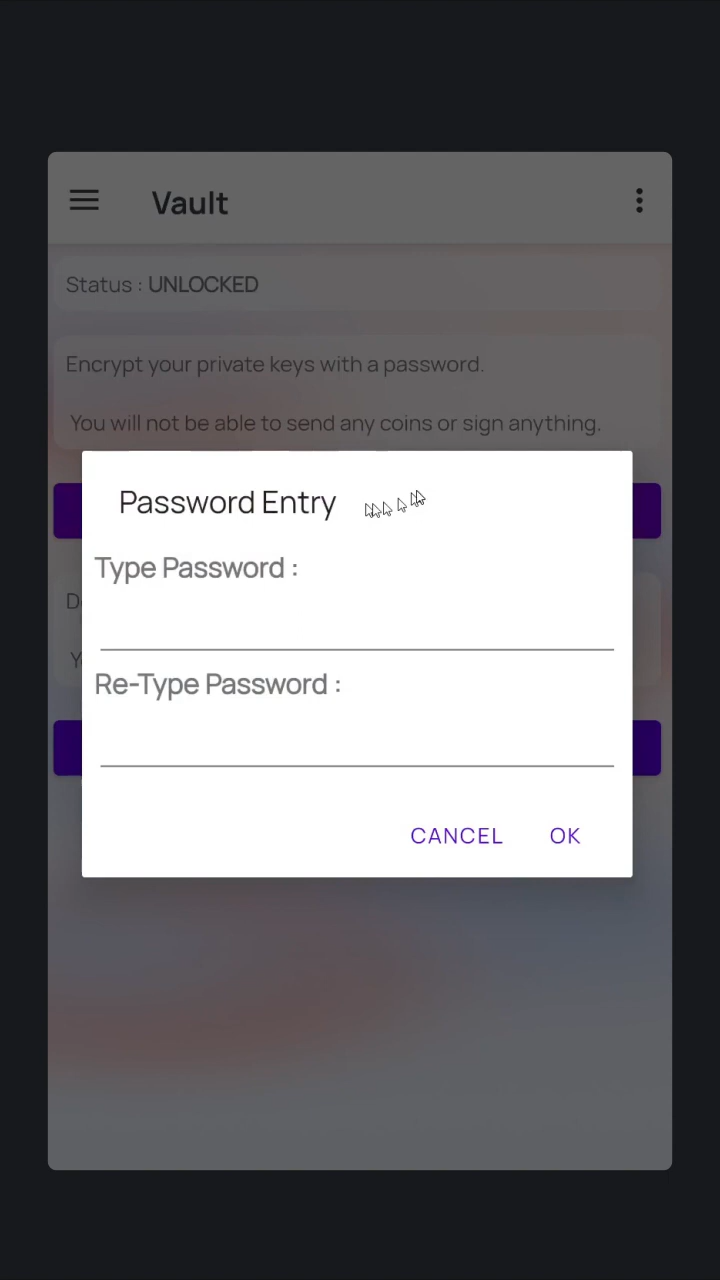 Vault
Status : UNLOCKED
Encrypt your private keys with a password.
You will not be able to send any coins or sign anything.
Password Entry
Type Password :
Re-Type Password :
CANCEL OK